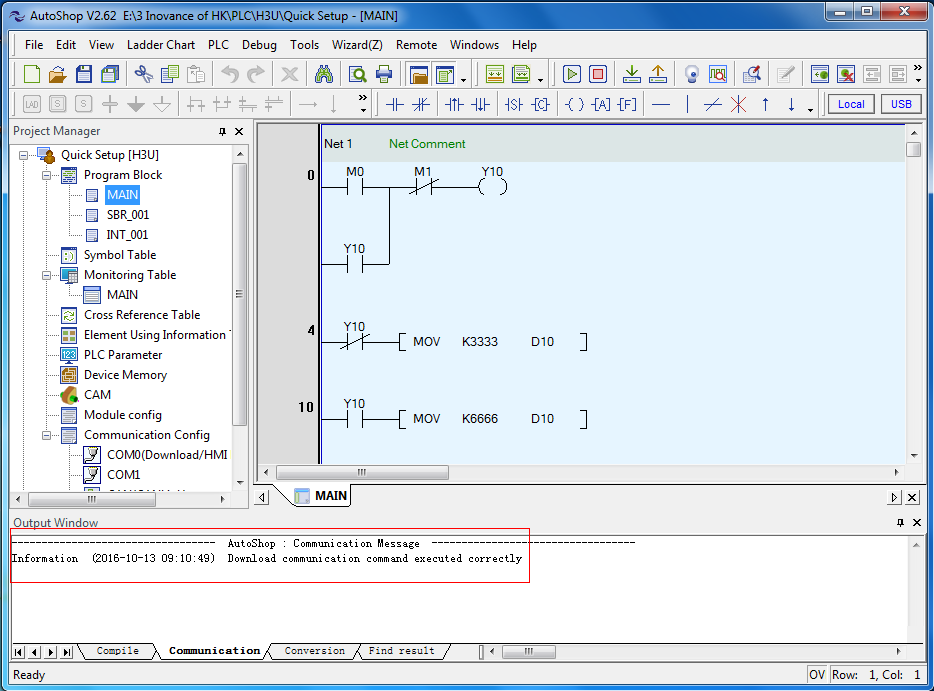 AutoShop V2.62 E:\3 Inovance of HK\PLC\H3U\Quick Setup - [MAIN]
File Edit View Ladder Chart PLC Debug Tools Wizard(Z) Remote Windows Help
LAD S S
S C ( ) A F Local USB
Project Manager
Quick Setup [H3U]
Program Block
MAIN
SBR_001
INT_001
Symbol Table
Monitoring Table
MAIN
Cross Reference Table
Element Using Information
PLC Parameter
Device Memory
CAM
Module config
Communication Config
COM0(Download/HMI
COM1
Net 1 Net Comment
0 M0 M1 Y10
Y10
4 Y10
MOV K3333 D10
10 Y10
MOV K6666 D10
MAIN
Output Window
---------------------------------- AutoShop : Communication Message ----------------------------------
Information (2016-10-13 09:10:49) Download communication command executed correctly
Compile Communication Conversion Find result
Ready OV Row: 1, Col: 1